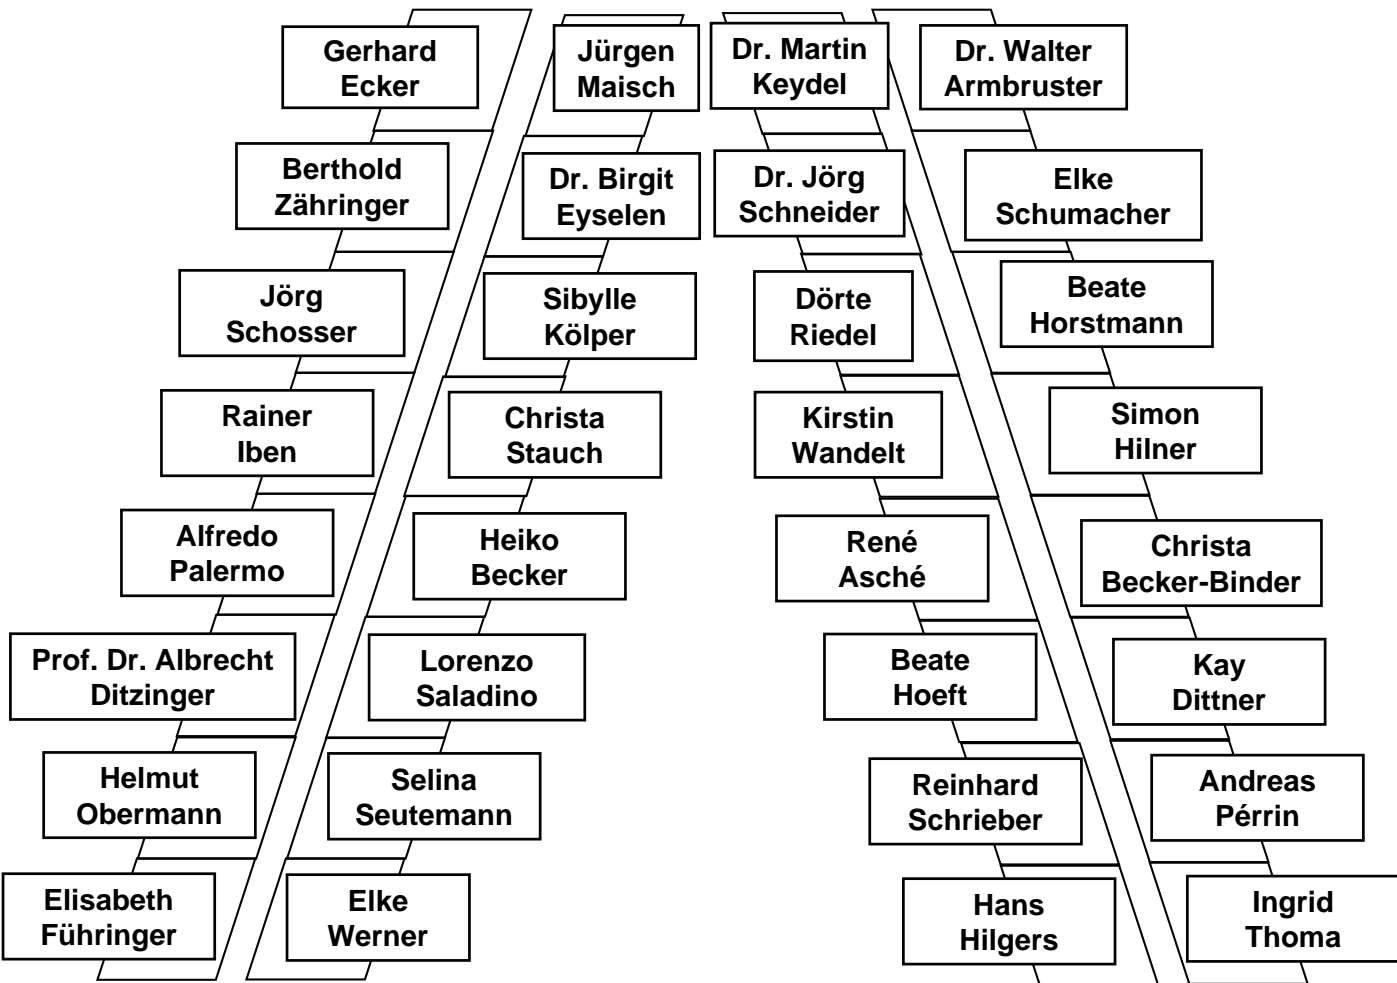 Gerhard
Ecker
Jürgen
Maisch
Dr. Martin
Keydel
Dr. Walter
Armbruster
Berthold
Zähringer
Dr. Birgit
Eyselen
Dr. Jörg
Schneider
Elke
Schumacher
Jörg
Schosser
Sibylle
Kölper
Dörte
Riedel
Beate
Horstmann
Rainer
Iben
Christa
Stauch
Kirstin
Wandelt
Simon
Hilner
Alfredo
Palermo
Heiko
Becker
René
Asché
Christa
Becker-Binder
Prof. Dr. Albrecht
Ditzinger
Lorenzo
Saladino
Beate
Hoeft
Kay
Dittner
Helmut
Obermann
Selina
Seutemann
Reinhard
Schrieber
Andreas
Pérrin
Elisabeth
Führinger
Elke
Werner
Hans
Hilgers
Ingrid
Thoma